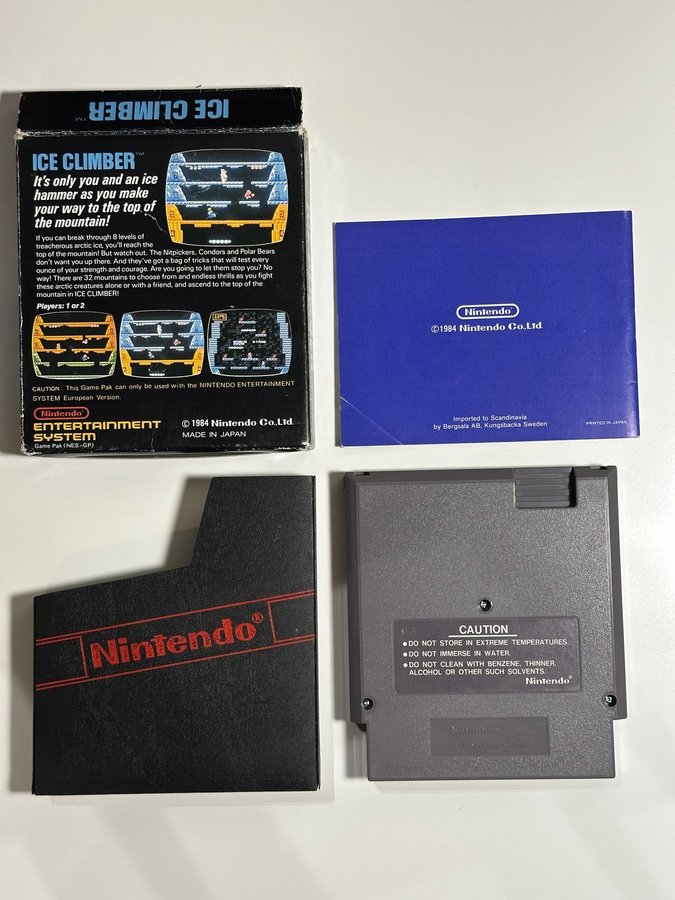 ICE CLIMBER
ICE CLIMBER™
It's only you and an ice
hammer as you make
your way to the top of
the mountain!
If you can break through 8 levels of
treacherous arctic ice, you'll reach the
top of the mountain! But watch out. The Nitpickers, Condors and Polar Bears
don't want you up there. And they've got a bag of tricks that will test every
ounce of your strength and courage. Are you going to let them stop you? No
way! There are 32 mountains to choose from and endless thrills as you fight
these arctic creatures alone or with a friend, and ascend to the top of the
mountain in ICE CLIMBER!
Players: 1 or 2
CAUTION: This Game Pak can only be used with the NINTENDO ENTERTAINMENT
SYSTEM European Version.
Nintendo
ENTERTAINMENT
SYSTEM
Game Pak (NES-GP)
© 1984 Nintendo Co., Ltd.
MADE IN JAPAN
Nintendo
© 1984 Nintendo Co., Ltd.
Imported to Scandinavia
by Bergsala AB, Kungsbacka Sweden
PRINTED IN JAPAN
Nintendo®
CAUTION
• DO NOT STORE IN EXTREME TEMPERATURES.
• DO NOT IMMERSE IN WATER.
• DO NOT CLEAN WITH BENZENE, THINNER,
ALCOHOL OR OTHER SUCH SOLVENTS.
Nintendo®
Nintendo